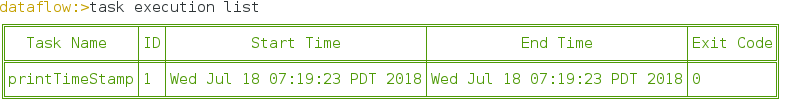 dataflow:>task execution list
Task Name ID Start Time End Time Exit Code
printTimeStamp 1 Wed Jul 18 07:19:23 PDT 2018 Wed Jul 18 07:19:23 PDT 2018 0